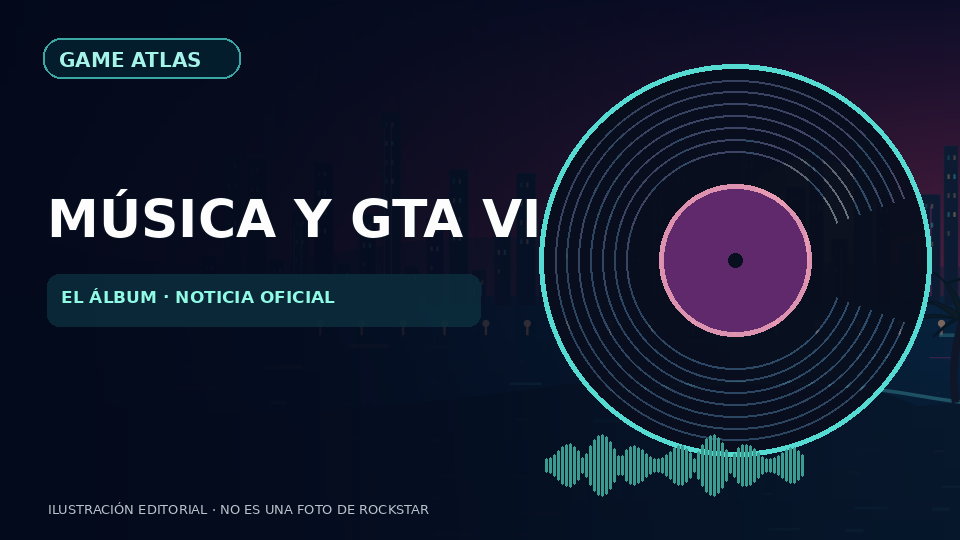 GAME ATLAS
MÚSICA Y GTA VI
EL ÁLBUM · NOTICIA OFICIAL
ILUSTRACIÓN EDITORIAL · NO ES UNA FOTO DE ROCKSTAR